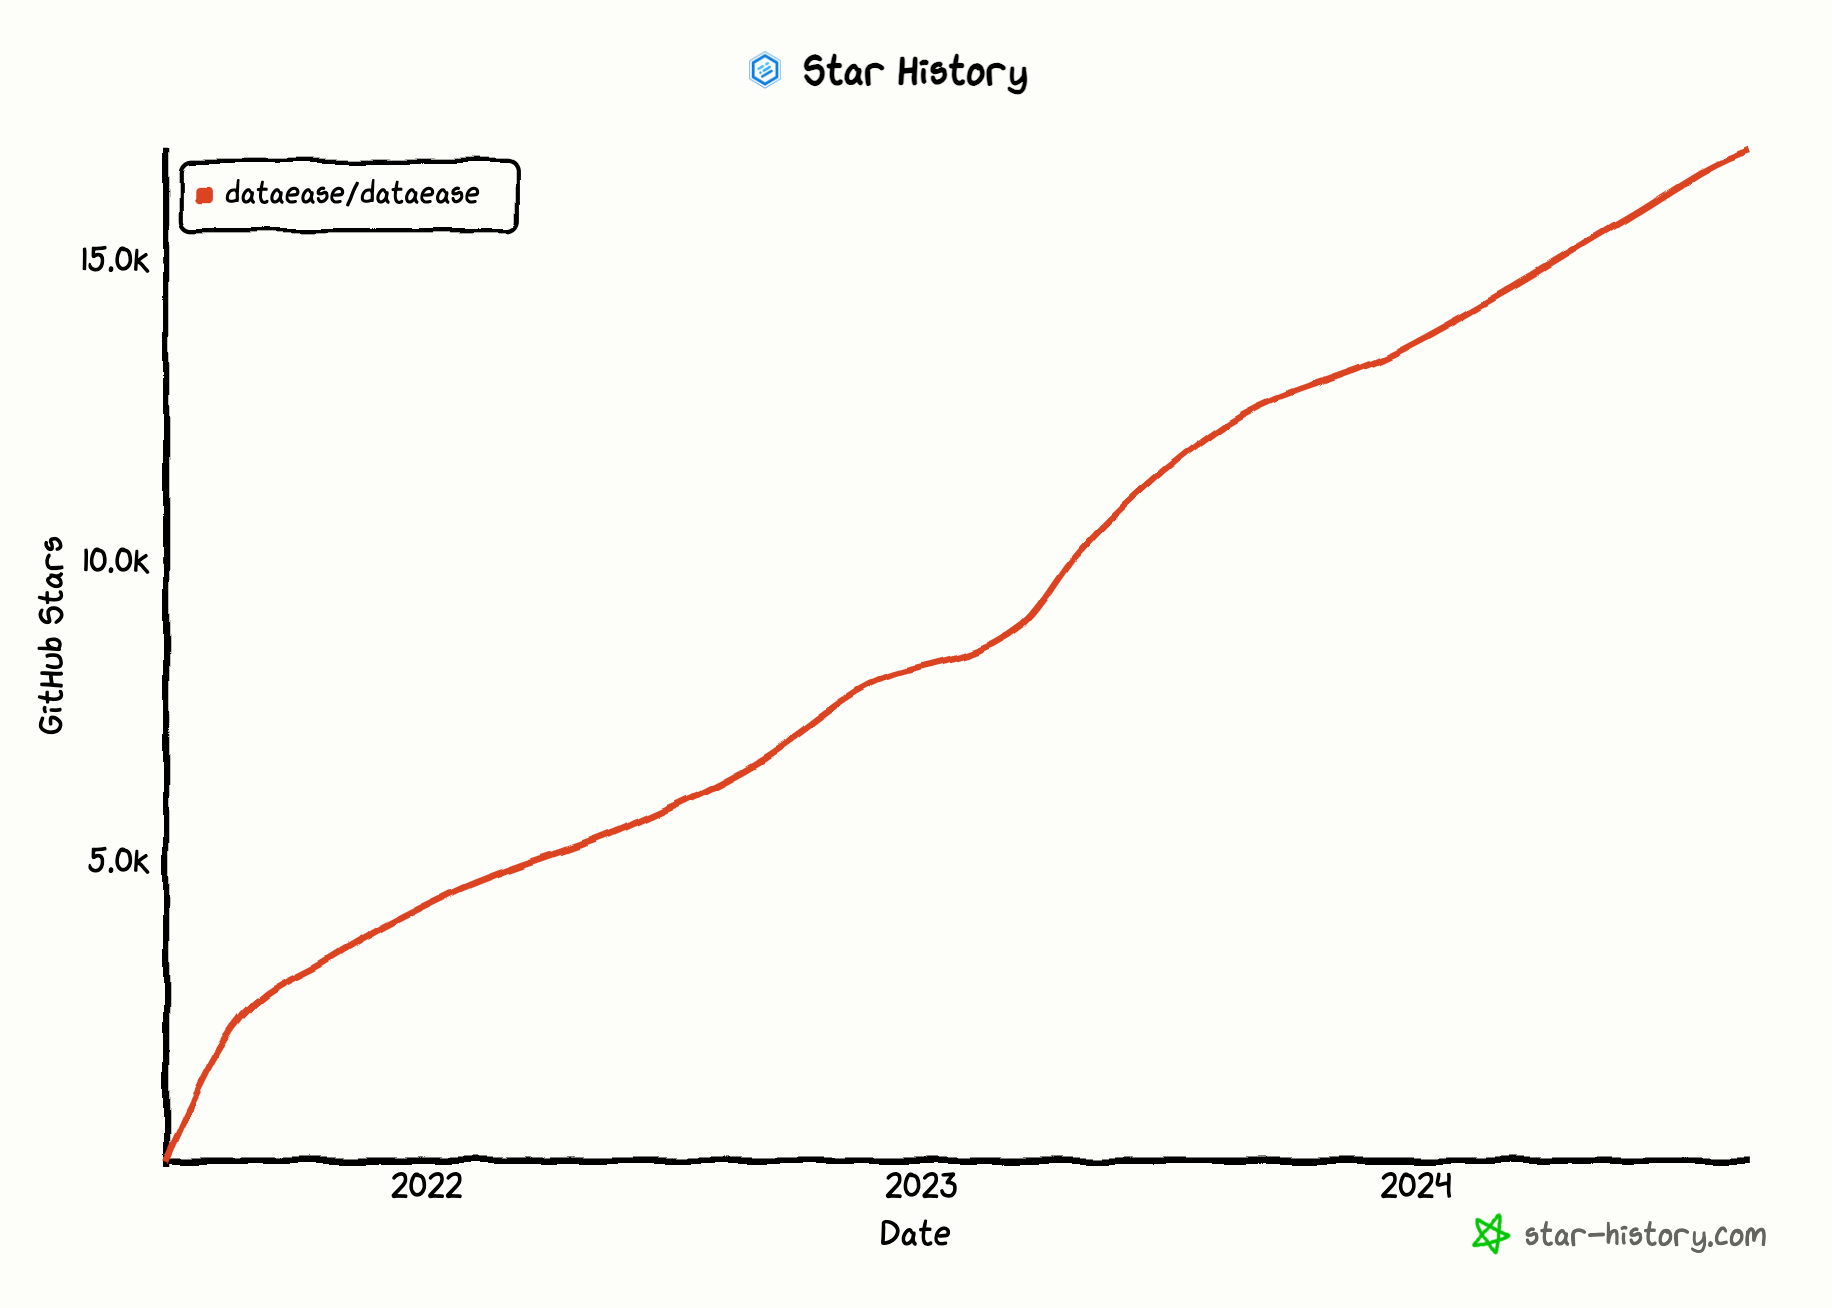 Star History
dataease/dataease
15.0k
10.0k
5.0k
GitHub Stars
2022 2023 2024
Date
star-history.com